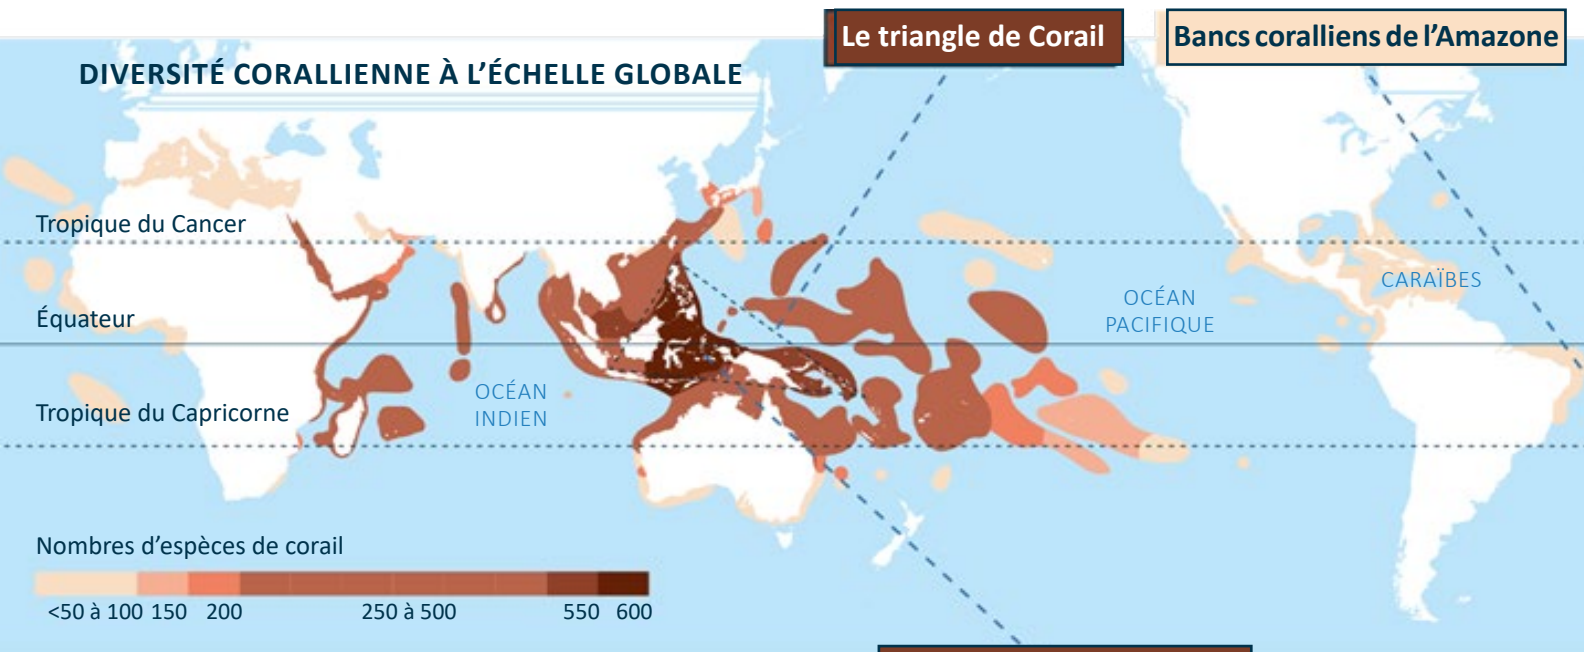 Le triangle de Corail
Bancs coralliens de l'Amazone
DIVERSITÉ CORALLIENNE À L'ÉCHELLE GLOBALE
Tropique du Cancer
CARAÏBES
OCÉAN
PACIFIQUE
Équateur
OCÉAN
INDIEN
Tropique du Capricorne
Nombres d'espèces de corail
<50 à 100 150 200 250 à 500 550 600